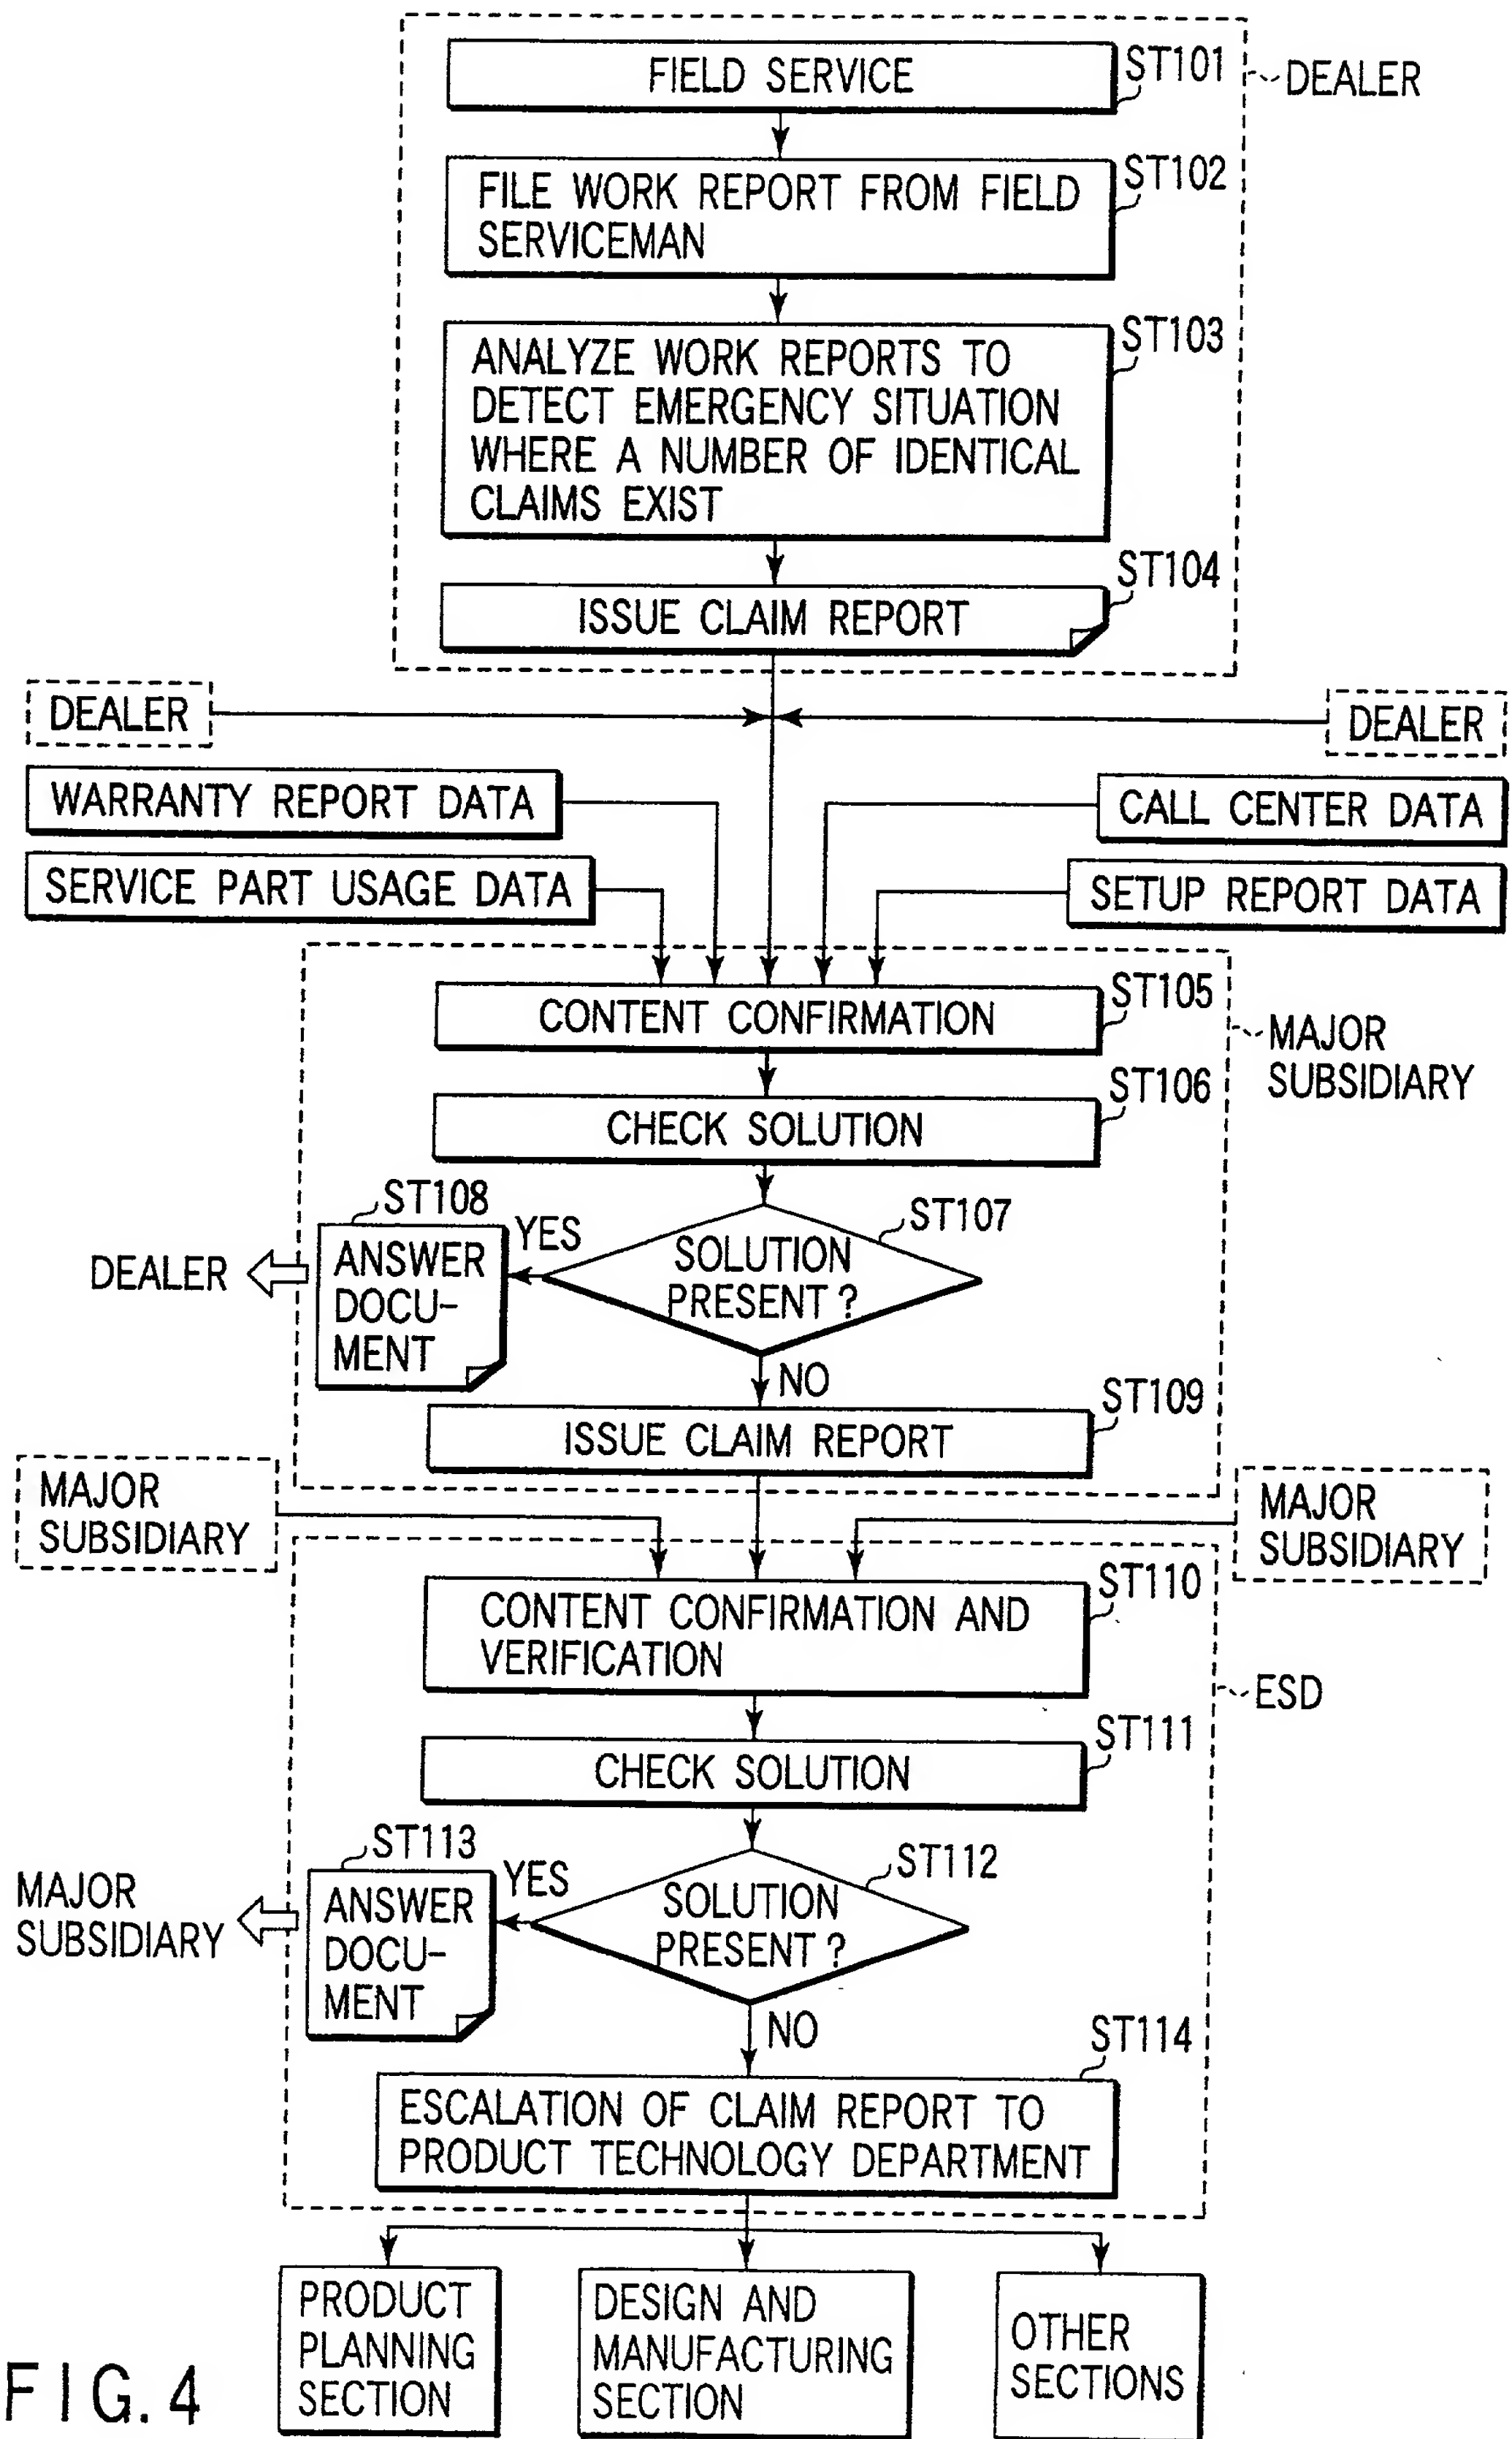 FIELD SERVICE
ST101
DEALER
FILE WORK REPORT FROM FIELD
SERVICEMAN
ST102
ANALYZE WORK REPORTS TO
DETECT EMERGENCY SITUATION
WHERE A NUMBER OF IDENTICAL
CLAIMS EXIST
ST103
ISSUE CLAIM REPORT
ST104
DEALER
DEALER
WARRANTY REPORT DATA
CALL CENTER DATA
SERVICE PART USAGE DATA
SETUP REPORT DATA
CONTENT CONFIRMATION
ST105
MAJOR
SUBSIDIARY
CHECK SOLUTION
ST106
ST108
YES
ST107
DEALER
ANSWER
DOCU-
MENT
SOLUTION
PRESENT?
NO
ISSUE CLAIM REPORT
ST109
MAJOR
SUBSIDIARY
MAJOR
SUBSIDIARY
CONTENT CONFIRMATION AND
VERIFICATION
ST110
ESD
CHECK SOLUTION
ST111
ST113
YES
ST112
MAJOR
SUBSIDIARY
ANSWER
DOCU-
MENT
SOLUTION
PRESENT?
NO
ST114
ESCALATION OF CLAIM REPORT TO
PRODUCT TECHNOLOGY DEPARTMENT
PRODUCT
PLANNING
SECTION
DESIGN AND
MANUFACTURING
SECTION
OTHER
SECTIONS
FIG. 4